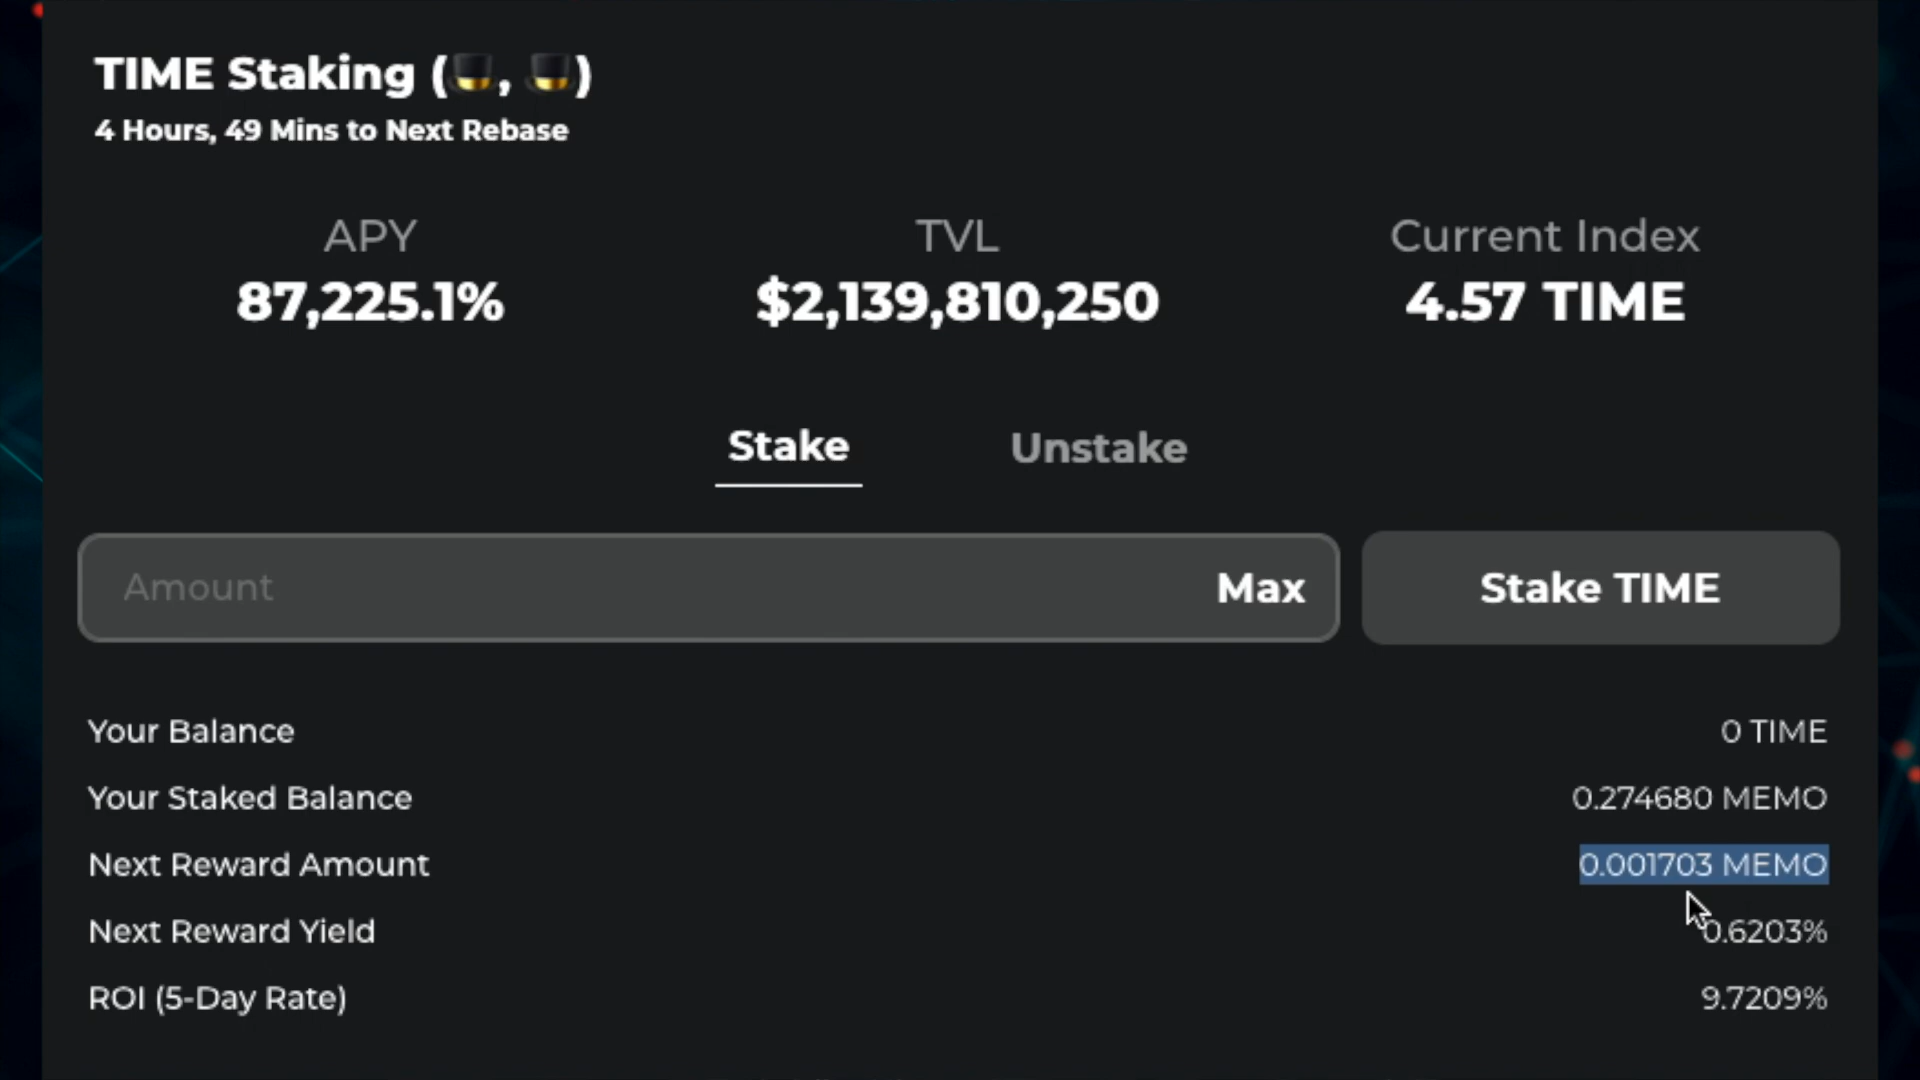 TIME Staking (🎩, 🎩)
4 Hours, 49 Mins to Next Rebase
APY
87,225.1%
TVL
$2,139,810,250
Current Index
4.57 TIME
Stake
Unstake
Amount
Max
Stake TIME
Your Balance
0 TIME
Your Staked Balance
0.274680 MEMO
Next Reward Amount
0.001703 MEMO
Next Reward Yield
0.6203%
ROI (5-Day Rate)
9.7209%